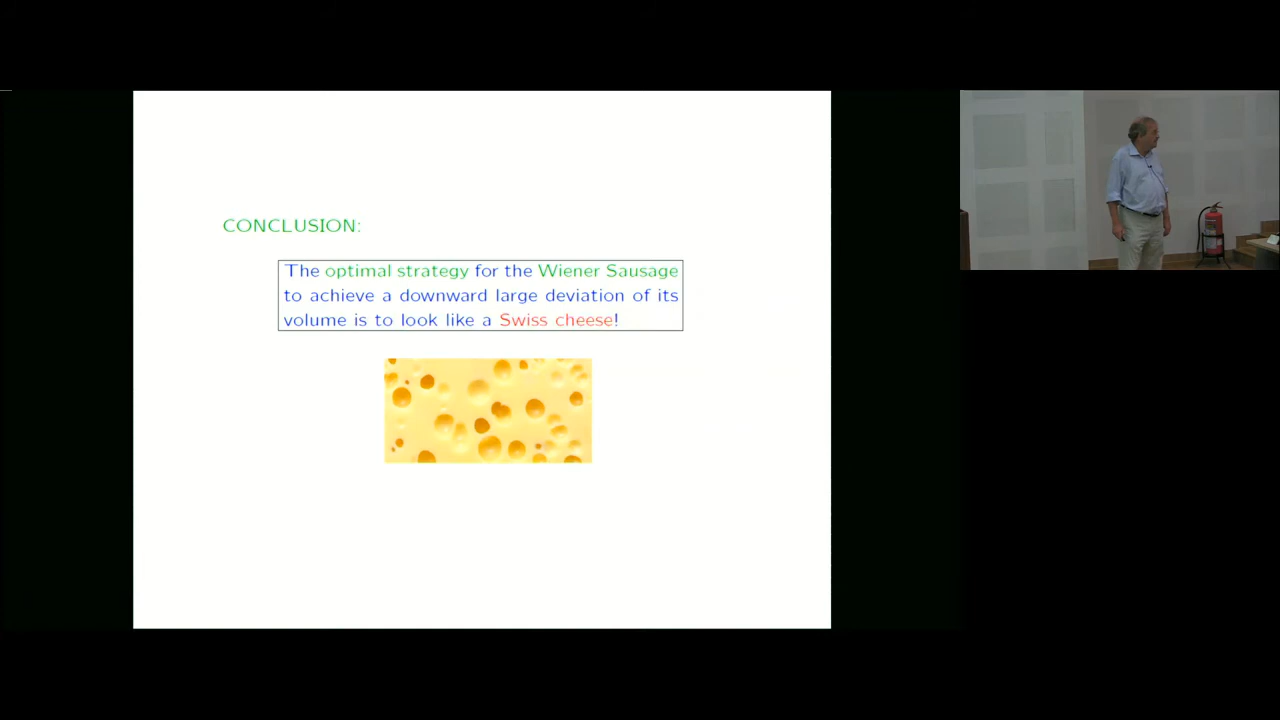 CONCLUSION:
The optimal strategy for the Wiener Sausage
to achieve a downward large deviation of its
volume is to look like a Swiss cheese!